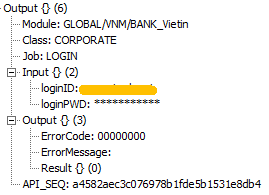 Output {} (6)
Module: GLOBAL/VNM/BANK_Vietin
Class: CORPORATE
Job: LOGIN
Input {} (2)
loginID:
loginPWD: ***********
Output {} (3)
ErrorCode: 00000000
ErrorMessage:
Result {} (0)
API_SEQ: a4582aec3c076978b1fde5b1531e8db4